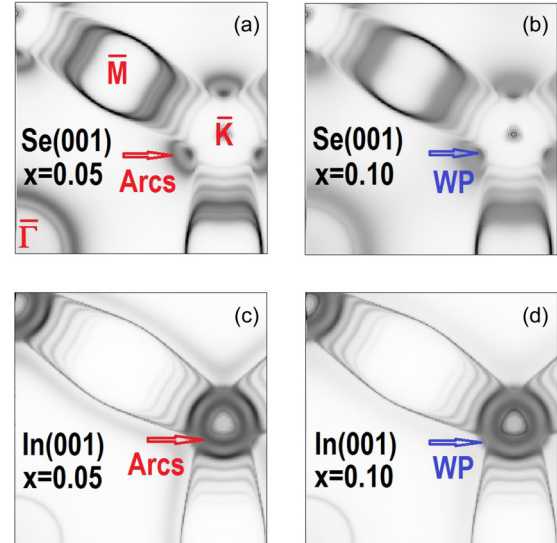 (a)
M̅
K̅
Se(001)
x=0.05
Arcs
Γ̅
(b)
Se(001)
x=0.10
WP
(c)
In(001)
x=0.05
Arcs
(d)
In(001)
x=0.10
WP